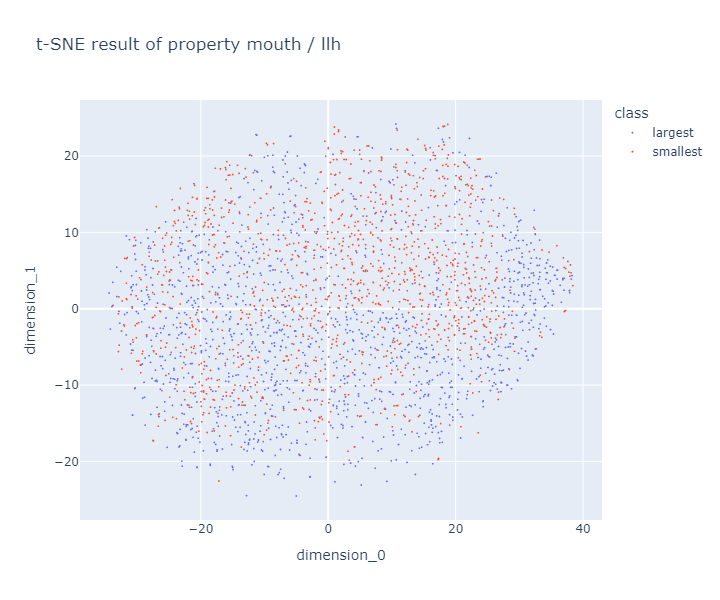 t-SNE result of property mouth / llh
class
largest
smallest
dimension_1
20
10
0
−10
−20
−20
0
20
40
dimension_0